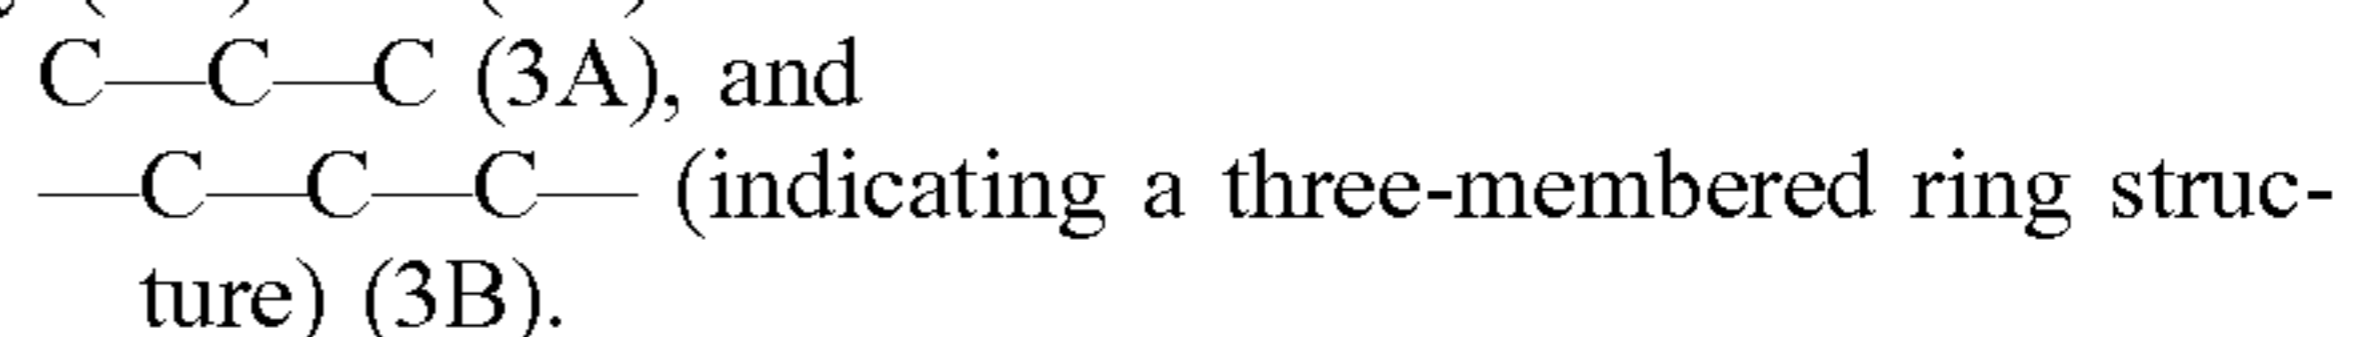 C—C—C (3A), and
—C—C—C— (indicating a three-membered ring struc-
ture) (3B).